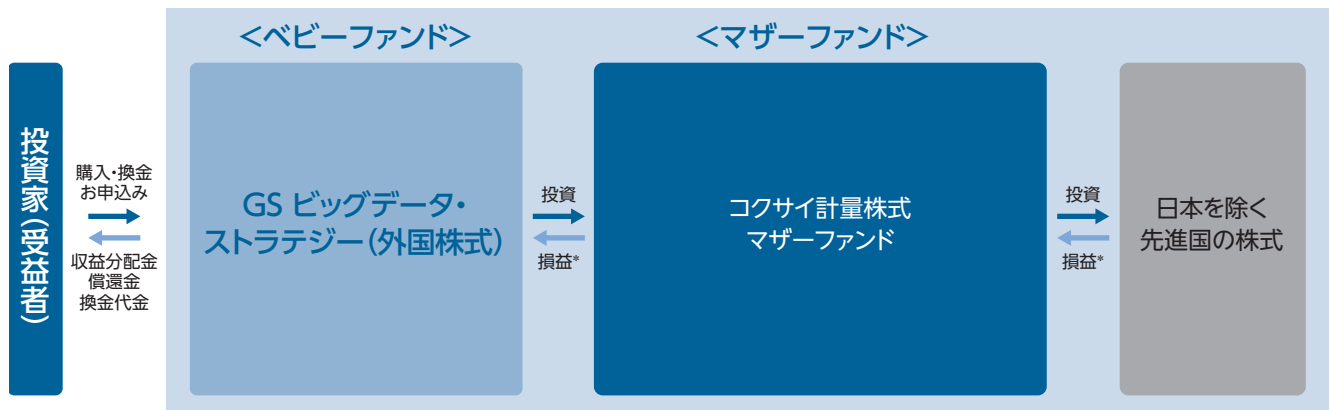 <ベビーファンド>
<マザーファンド>
投資家(受益者)
購入・換金
お申込み
収益分配金
償還金
換金代金
GS ビッグデータ・
ストラテジー(外国株式)
投資
損益*
コクサイ計量株式
マザーファンド
投資
損益*
日本を除く
先進国の株式